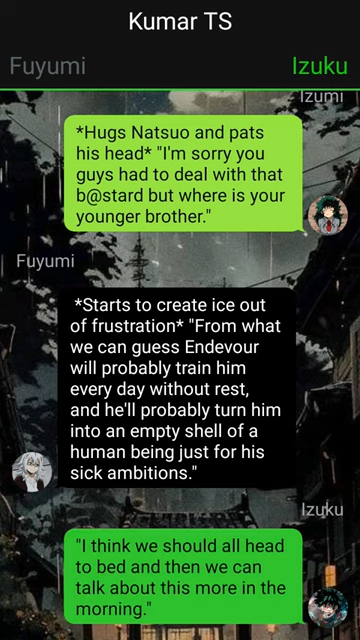 Kumar TS
Fuyumi
Izuku
Izumi
*Hugs Natsuo and pats
his head* "I'm sorry you
guys had to deal with that
b@stard but where is your
younger brother."
Fuyumi
*Starts to create ice out
of frustration* "From what
we can guess Endevour
will probably train him
every day without rest,
and he'll probably turn him
into an empty shell of a
human being just for his
sick ambitions."
Izuku
"I think we should all head
to bed and then we can
talk about this more in the
morning."